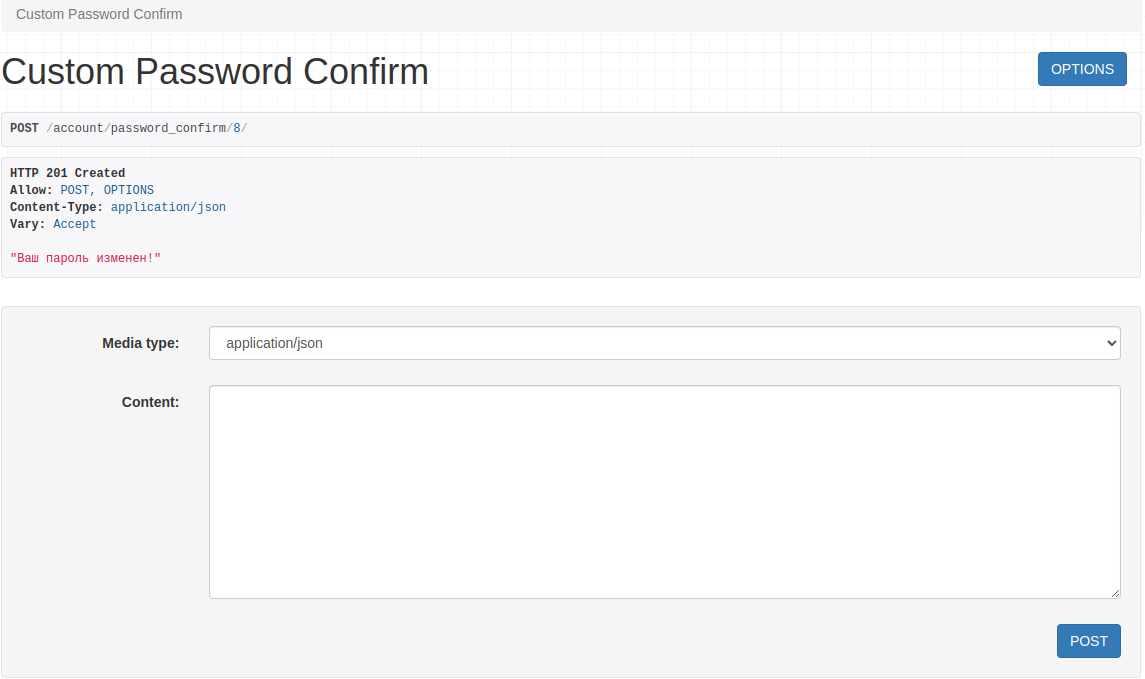 Custom Password Confirm
Custom Password Confirm
OPTIONS
POST /account/password_confirm/8/
HTTP 201 Created
Allow: POST, OPTIONS
Content-Type: application/json
Vary: Accept
"Ваш пароль изменен!"
Media type:
application/json
Content:
POST